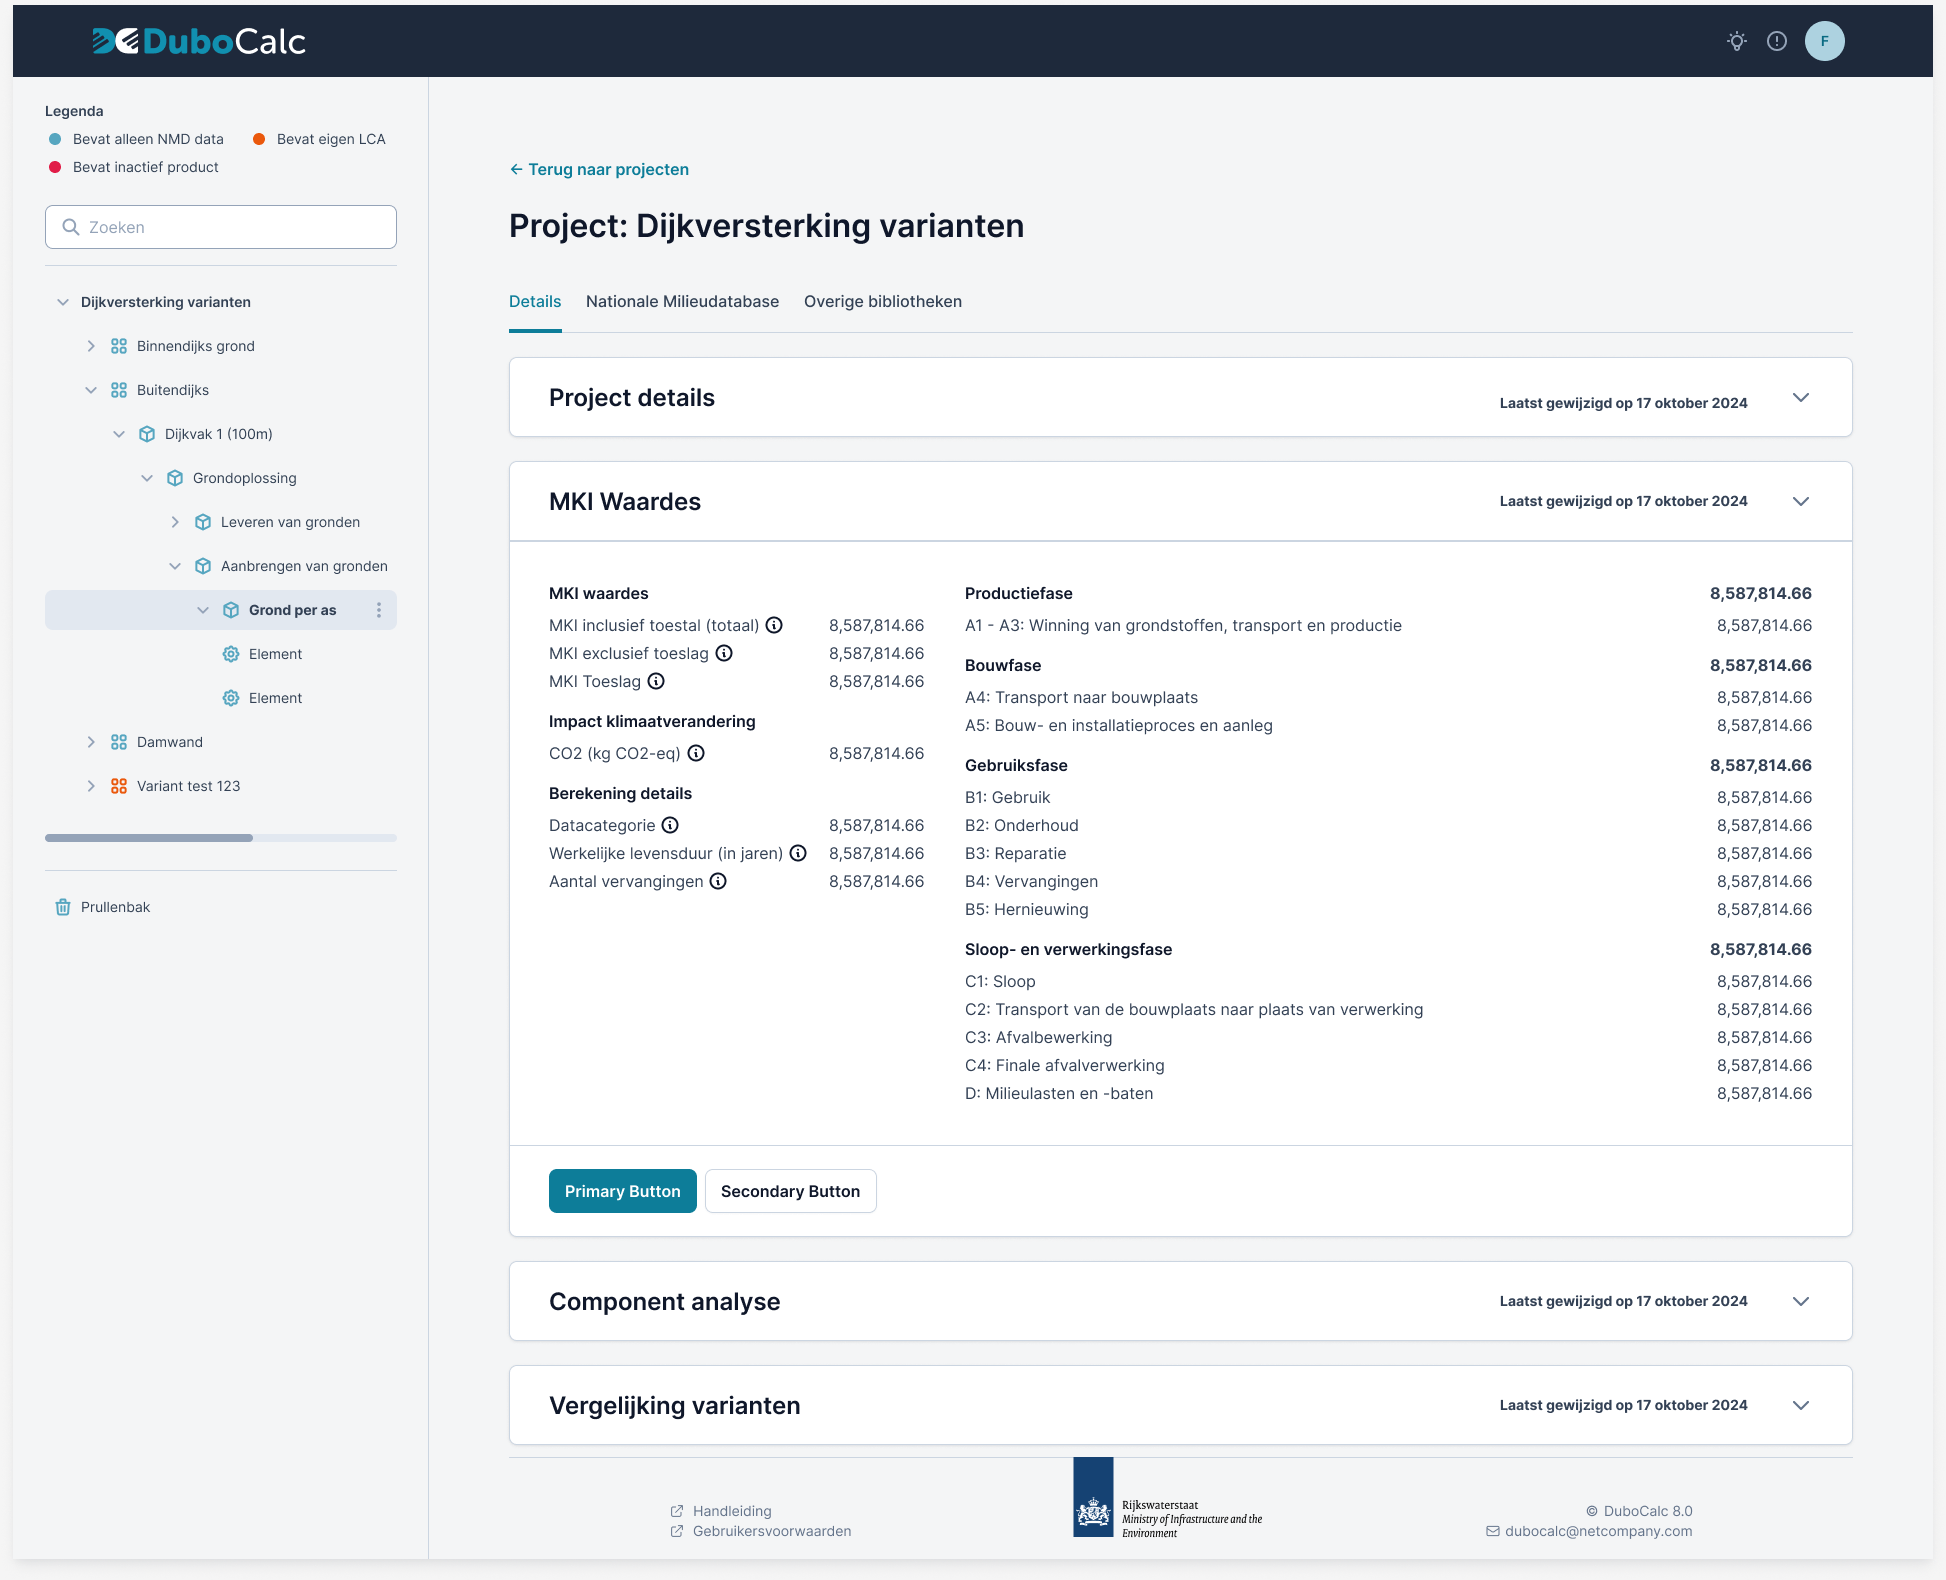 DuboCalc
F
Legenda
Bevat alleen NMD data
Bevat eigen LCA
Bevat inactief product
Zoeken
Dijkversterking varianten
Binnendijks grond
Buitendijks
Dijkvak 1 (100m)
Grondoplossing
Leveren van gronden
Aanbrengen van gronden
Grond per as
Element
Element
Damwand
Variant test 123
Prullenbak
← Terug naar projecten
Project: Dijkversterking varianten
Details Nationale Milieudatabase Overige bibliotheken
Project details Laatst gewijzigd op 17 oktober 2024
MKI Waardes Laatst gewijzigd op 17 oktober 2024
MKI waardes
MKI inclusief toestal (totaal) 8,587,814.66
MKI exclusief toeslag 8,587,814.66
MKI Toeslag 8,587,814.66
Impact klimaatverandering
CO2 (kg CO2-eq) 8,587,814.66
Berekening details
Datacategorie 8,587,814.66
Werkelijke levensduur (in jaren) 8,587,814.66
Aantal vervangingen 8,587,814.66
Productiefase 8,587,814.66
A1 - A3: Winning van grondstoffen, transport en productie 8,587,814.66
Bouwfase 8,587,814.66
A4: Transport naar bouwplaats 8,587,814.66
A5: Bouw- en installatieproces en aanleg 8,587,814.66
Gebruiksfase 8,587,814.66
B1: Gebruik 8,587,814.66
B2: Onderhoud 8,587,814.66
B3: Reparatie 8,587,814.66
B4: Vervangingen 8,587,814.66
B5: Hernieuwing 8,587,814.66
Sloop- en verwerkingsfase 8,587,814.66
C1: Sloop 8,587,814.66
C2: Transport van de bouwplaats naar plaats van verwerking 8,587,814.66
C3: Afvalbewerking 8,587,814.66
C4: Finale afvalverwerking 8,587,814.66
D: Milieulasten en -baten 8,587,814.66
Primary Button Secondary Button
Component analyse Laatst gewijzigd op 17 oktober 2024
Vergelijking varianten Laatst gewijzigd op 17 oktober 2024
Handleiding
Gebruikersvoorwaarden
Rijkswaterstaat
Ministry of Infrastructure and the
Environment
© DuboCalc 8.0
dubocalc@netcompany.com